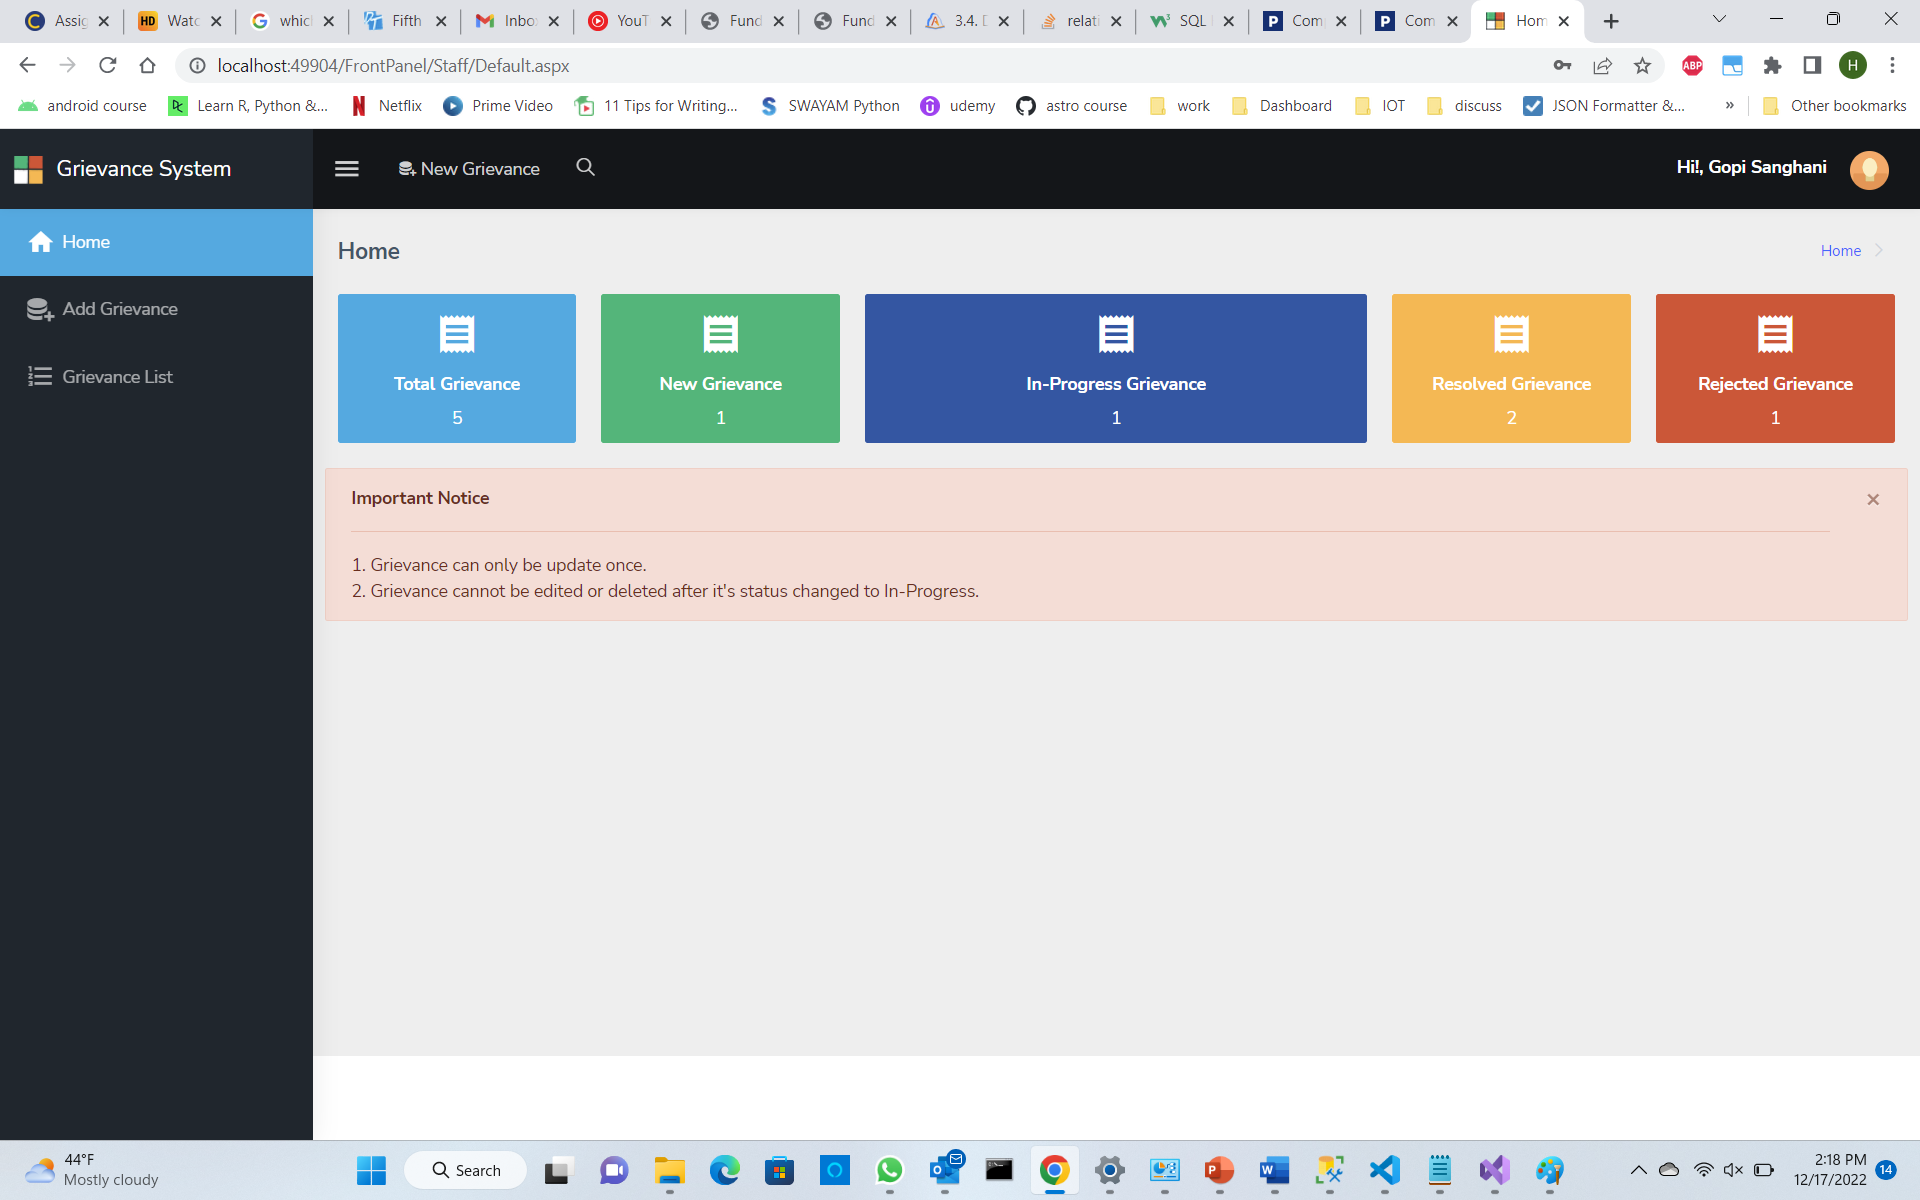 Assig
Watc
whic
Fifth
Inbo
YouT
Fund
Fund
3.4. D
relati
SQL
Com
Com
Hom
localhost:49904/FrontPanel/Staff/Default.aspx
ABP
H
android course
Learn R, Python &...
Netflix
Prime Video
11 Tips for Writing...
SWAYAM Python
udemy
astro course
work
Dashboard
IOT
discuss
JSON Formatter &...
»
Other bookmarks
Grievance System
New Grievance
Hi!, Gopi Sanghani
Home
Add Grievance
Grievance List
Home
Home
Total Grievance
5
New Grievance
1
In-Progress Grievance
1
Resolved Grievance
2
Rejected Grievance
1
Important Notice
×
1. Grievance can only be update once.
2. Grievance cannot be edited or deleted after it's status changed to In-Progress.
44°F
Mostly cloudy
Search
2:18 PM
12/17/2022
14